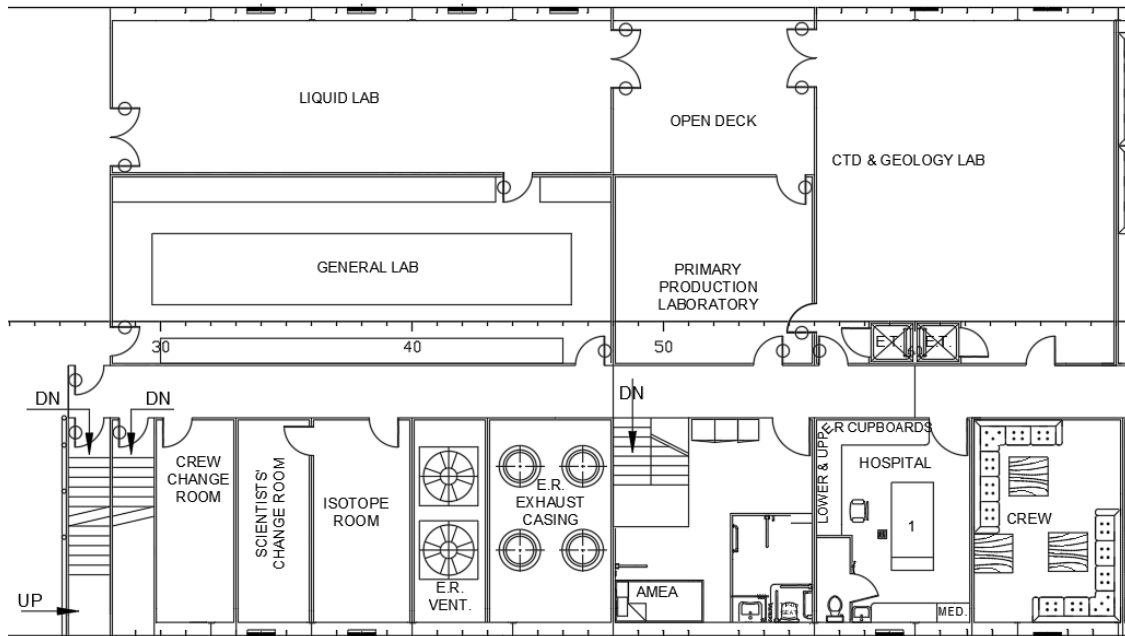 LIQUID LAB
OPEN DECK
CTD & GEOLOGY LAB
GENERAL LAB
PRIMARY
PRODUCTION
LABORATORY
30
40
50
E.T.
E.T.
DN
DN
DN
UP
CREW
CHANGE
ROOM
SCIENTISTS'
CHANGE ROOM
ISOTOPE
ROOM
E.R.
VENT.
E.R.
EXHAUST
CASING
AMEA
SEAT
LOWER & UPPER CUPBOARDS
HOSPITAL
1
MED.
CREW